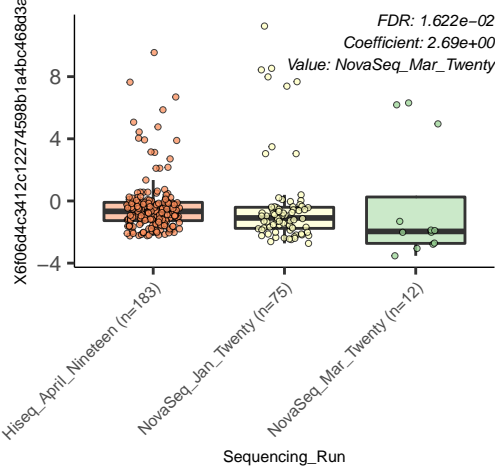 FDR: 1.622e−02
Coefficient: 2.69e+00
Value: NovaSeq_Mar_Twenty
X6f06d4c3412c12274598b1a4bc468d3a
8
4
0
−4
Hiseq_April_Nineteen (n=183)
NovaSeq_Jan_Twenty (n=75)
NovaSeq_Mar_Twenty (n=12)
Sequencing_Run